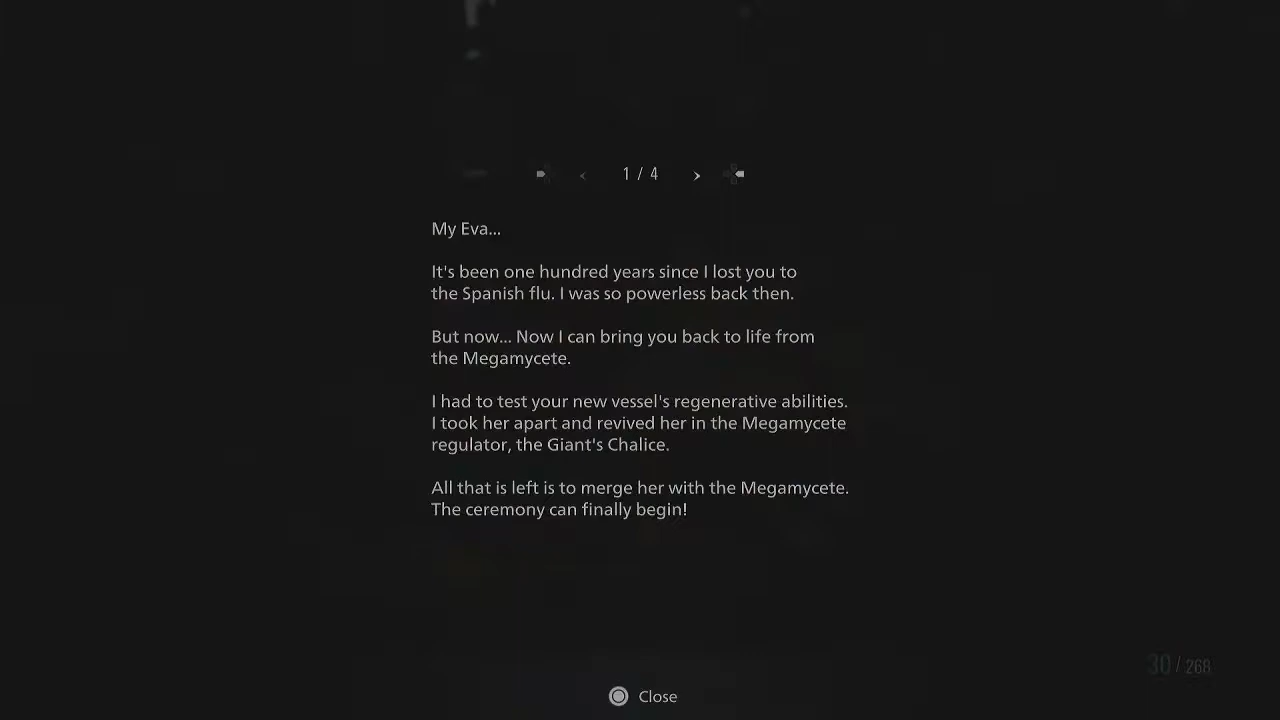 1 / 4
My Eva...
It's been one hundred years since I lost you to
the Spanish flu. I was so powerless back then.
But now... Now I can bring you back to life from
the Megamycete.
I had to test your new vessel's regenerative abilities.
I took her apart and revived her in the Megamycete
regulator, the Giant's Chalice.
All that is left is to merge her with the Megamycete.
The ceremony can finally begin!
30 / 268
Close